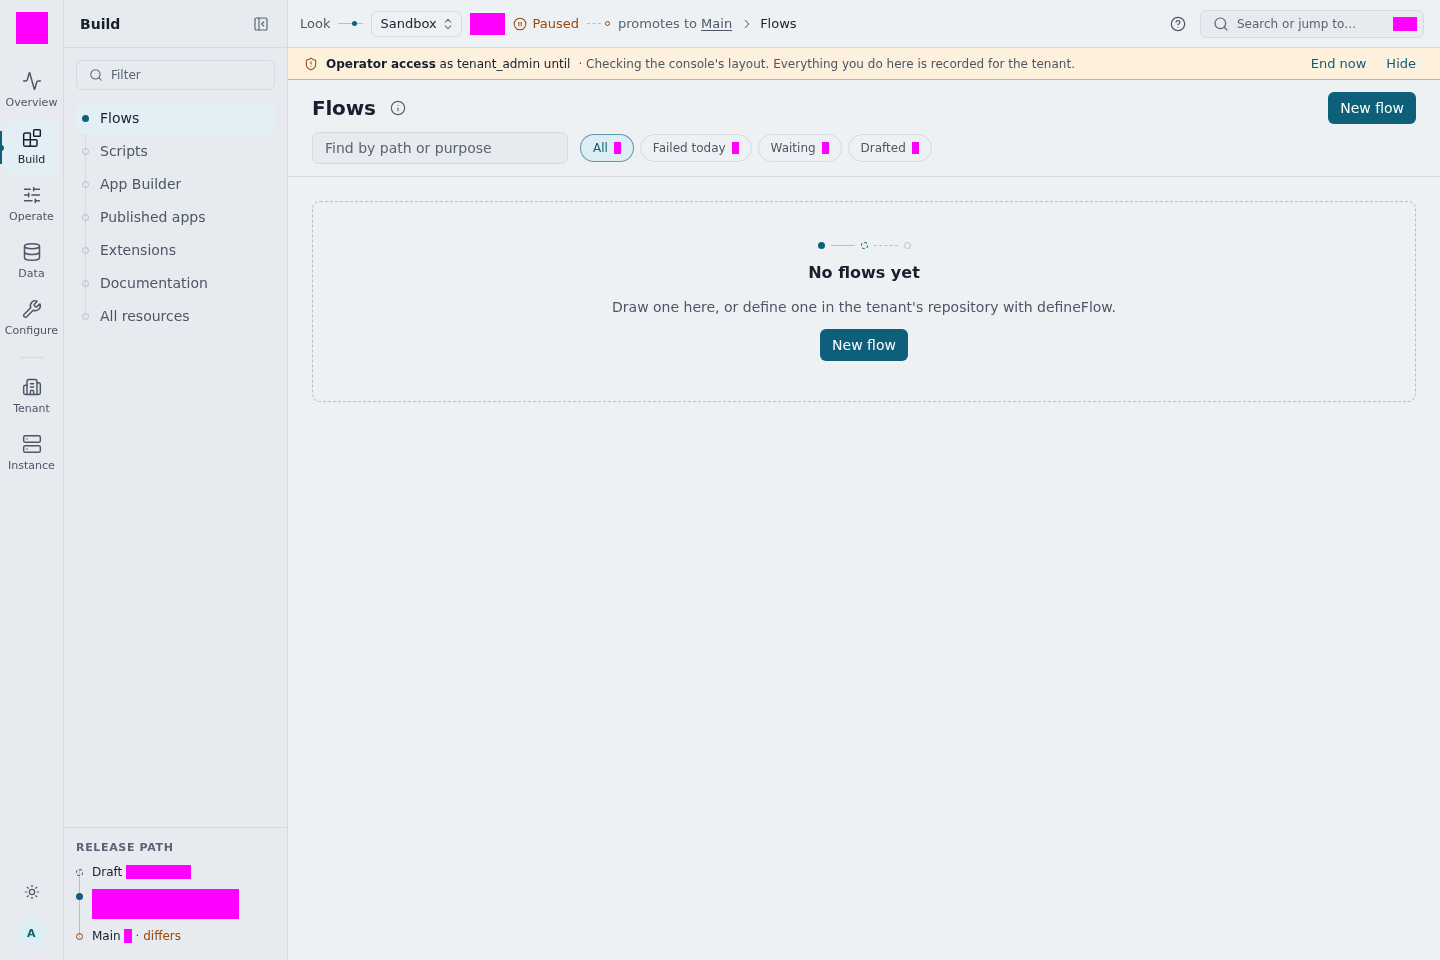 Build
Look
Sandbox
Paused
promotes to Main
Flows
Search or jump to...
Operator access as tenant_admin until · Checking the console's layout. Everything you do here is recorded for the tenant.
End now
Hide
Overview
Build
Operate
Data
Configure
Tenant
Instance
A
Filter
Flows
Scripts
App Builder
Published apps
Extensions
Documentation
All resources
RELEASE PATH
Draft
Main · differs
Flows
New flow
Find by path or purpose
All
Failed today
Waiting
Drafted
No flows yet
Draw one here, or define one in the tenant's repository with defineFlow.
New flow